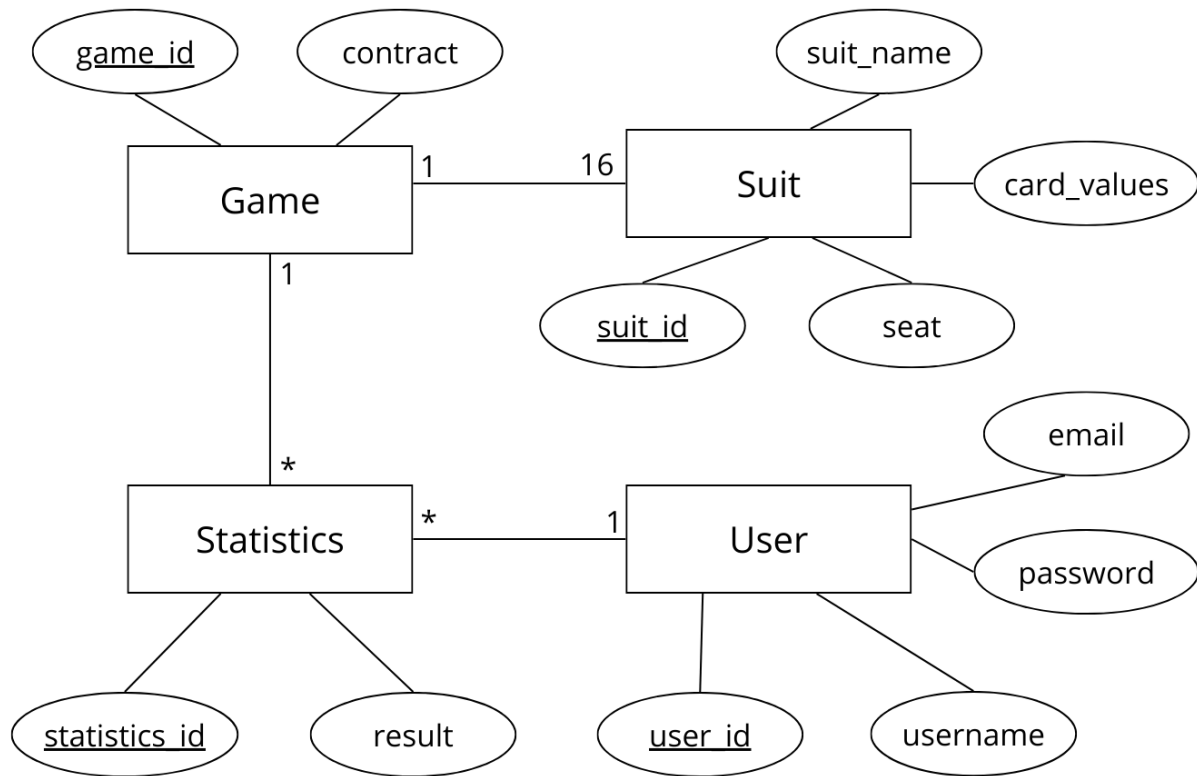 game_id
contract
suit_name
Game
1
16
Suit
card_values
1
suit_id
seat
email
*
Statistics
*
1
User
password
statistics_id
result
user_id
username